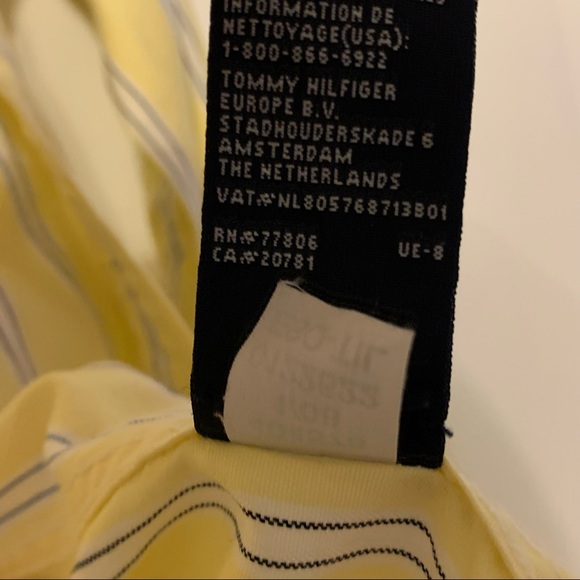 INFORMATION DE
NETTOYAGE(USA):
1-800-866-6922
TOMMY HILFIGER
EUROPE B.V.
STADHOUDERSKADE 6
AMSTERDAM
THE NETHERLANDS
VAT#NL805768713B01
RN#77806 UE-8
CA#20781